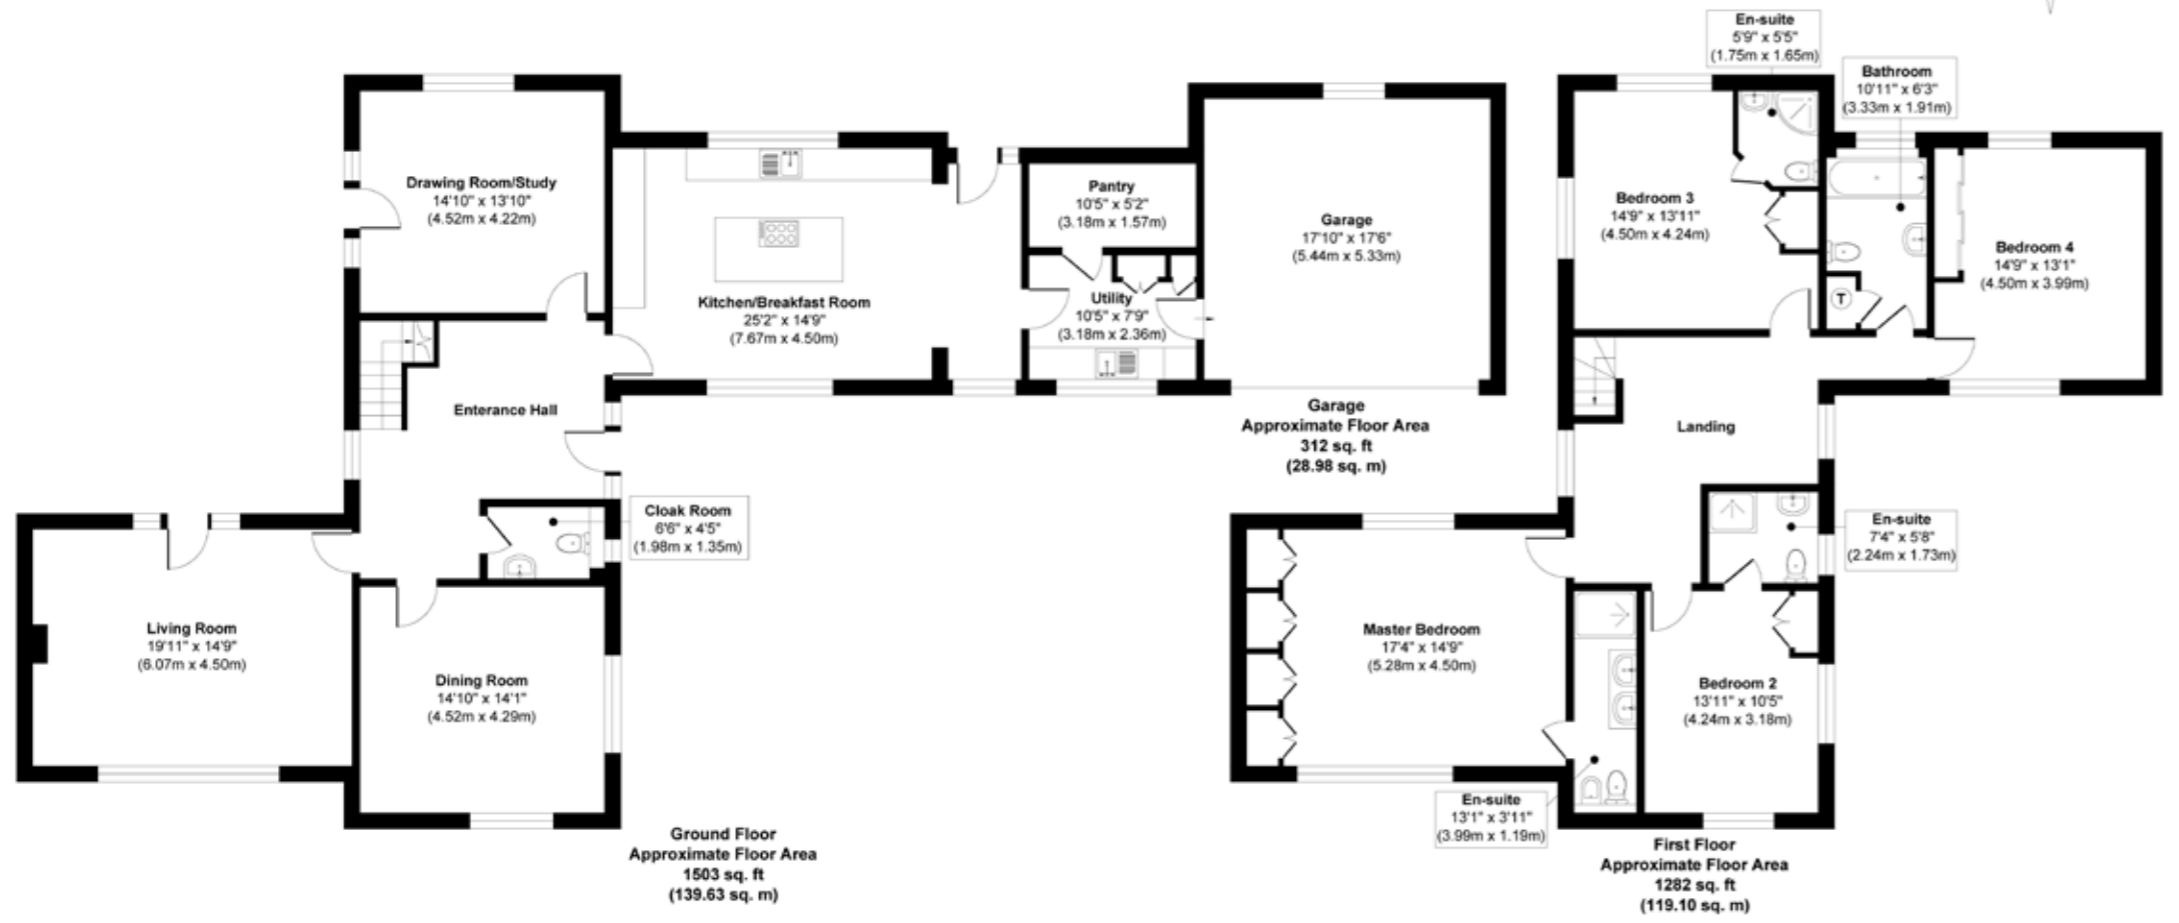 Drawing Room/Study
14'10" x 13'10"
(4.52m x 4.22m)
Kitchen/Breakfast Room
25'2" x 14'9"
(7.67m x 4.50m)
Pantry
10'5" x 5'2"
(3.18m x 1.57m)
Utility
10'5" x 7'9"
(3.18m x 2.36m)
Garage
17'10" x 17'6"
(5.44m x 5.33m)
Garage
Approximate Floor Area
312 sq. ft
(28.98 sq. m)
Enterance Hall
Cloak Room
6'6" x 4'5"
(1.98m x 1.35m)
Living Room
19'11" x 14'9"
(6.07m x 4.50m)
Dining Room
14'10" x 14'1"
(4.52m x 4.29m)
Ground Floor
Approximate Floor Area
1503 sq. ft
(139.63 sq. m)
En-suite
5'9" x 5'5"
(1.75m x 1.65m)
Bathroom
10'11" x 6'3"
(3.33m x 1.91m)
Bedroom 3
14'9" x 13'11"
(4.50m x 4.24m)
Bedroom 4
14'9" x 13'1"
(4.50m x 3.99m)
T
Landing
En-suite
7'4" x 5'8"
(2.24m x 1.73m)
Master Bedroom
17'4" x 14'9"
(5.28m x 4.50m)
Bedroom 2
13'11" x 10'5"
(4.24m x 3.18m)
En-suite
13'1" x 3'11"
(3.99m x 1.19m)
First Floor
Approximate Floor Area
1282 sq. ft
(119.10 sq. m)